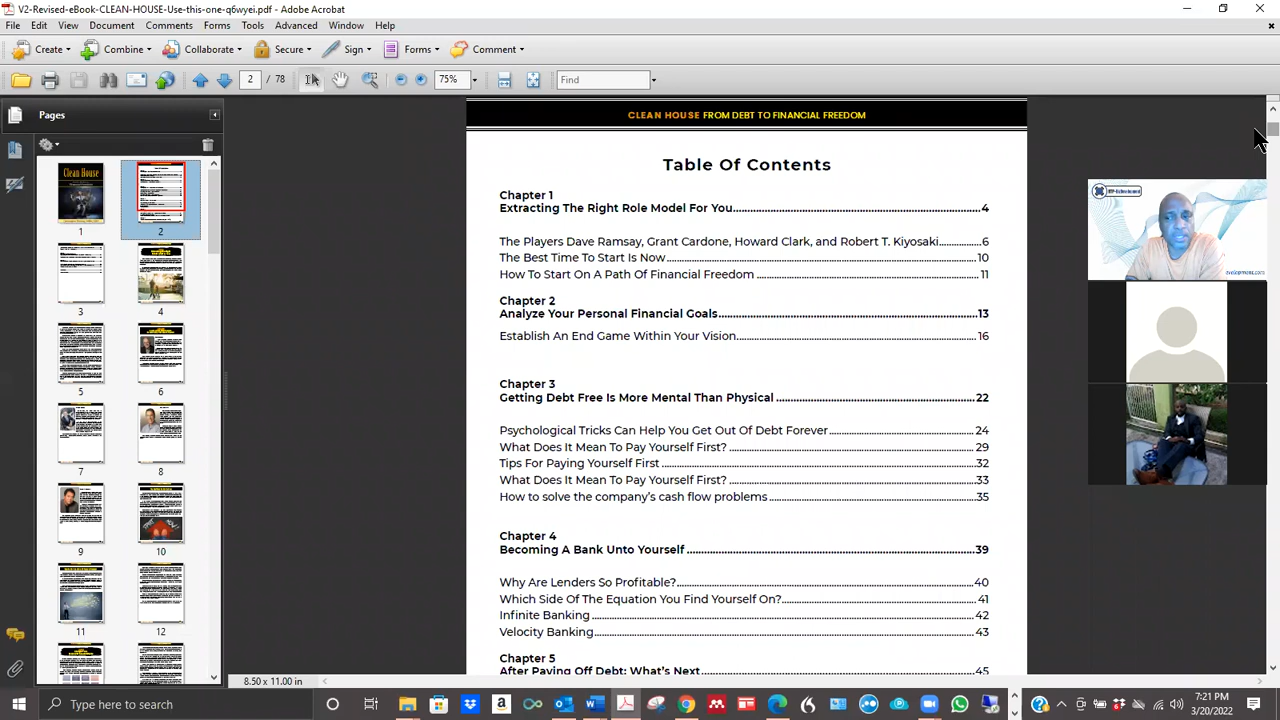 V2-Revised-eBook-CLEAN-HOUSE-Use-this-one-q6wyei.pdf - Adobe Acrobat
File Edit View Document Comments Forms Tools Advanced Window Help
Create Combine Collaborate Secure Sign Forms Comment
2 / 78 75% Find
Pages
Clean House
1
2
3
4
5
6
7
8
9
10
11
12
CLEAN HOUSE FROM DEBT TO FINANCIAL FREEDOM
Table Of Contents
Chapter 1
Extracting The Right Role Model For You 4
The Players Dave Ramsay, Grant Cardone, Howard Clark, and Robert T. Kiyosaki 6
The Best Time To Start Is Now 10
How To Start On A Path Of Financial Freedom 11
Chapter 2
Analyze Your Personal Financial Goals 13
Establish An End Game Within Your Vision 16
Chapter 3
Getting Debt Free Is More Mental Than Physical 22
Psychological Tricks Can Help You Get Out Of Debt Forever 24
What Does It Mean To Pay Yourself First? 29
Tips For Paying Yourself First 32
What Does It Mean To Pay Yourself First? 33
How to solve the company's cash flow problems 35
Chapter 4
Becoming A Bank Unto Yourself 39
Why Are Lenders So Profitable? 40
Which Side Of The Equation You Find Yourself On? 41
Infinite Banking 42
Velocity Banking 43
Chapter 5
After Paying Off Debt: What's Next 45
8.50 x 11.00 in
Type here to search
7:21 PM
3/20/2022